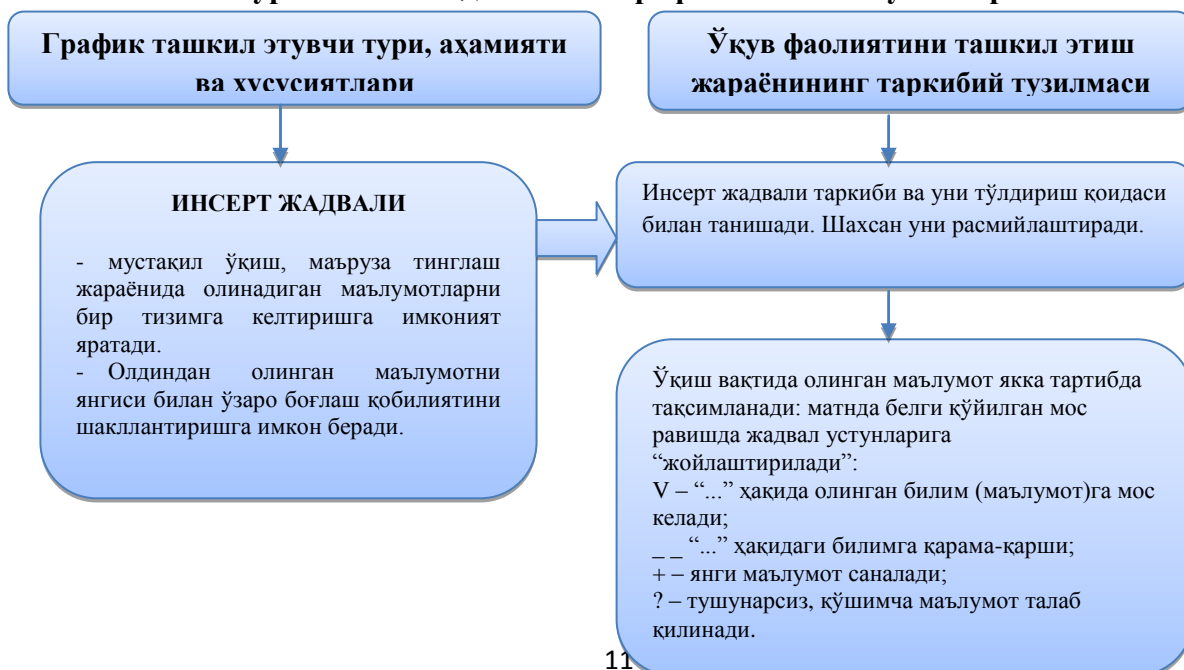 График ташкил этувчи тури, аҳамияти
ва хусусиятлари
Ўқув фаолиятини ташкил этиш
жараёнининг таркибий тузилмаси
ИНСЕРТ ЖАДВАЛИ
- мустақил ўқиш, маъруза тинглаш
жараёнида олинадиган маълумотларни
бир тизимга келтиришга имконият
яратади.
- Олдиндан олинган маълумотни
янгиси билан ўзаро боғлаш қобилиятини
шакллантиришга имкон беради.
Инсерт жадвали таркиби ва уни тўлдириш қоидаси
билан танишади. Шахсан уни расмийлаштиради.
Ўқиш вақтида олинган маълумот якка тартибда
тақсимланади: матнда белги қўйилган мос
равишда жадвал устунларига
“жойлаштирилади”:
V – “...” ҳақида олинган билим (маълумот)га мос
келади;
_ _ “...” ҳақидаги билимга қарама-қарши;
+ – янги маълумот саналади;
? – тушунарсиз, қўшимча маълумот талаб
қилинади.
11